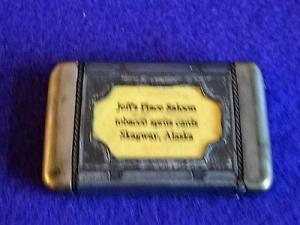 Jeff's Place Saloon
tobacco spirits cards
Skagway, Alaska